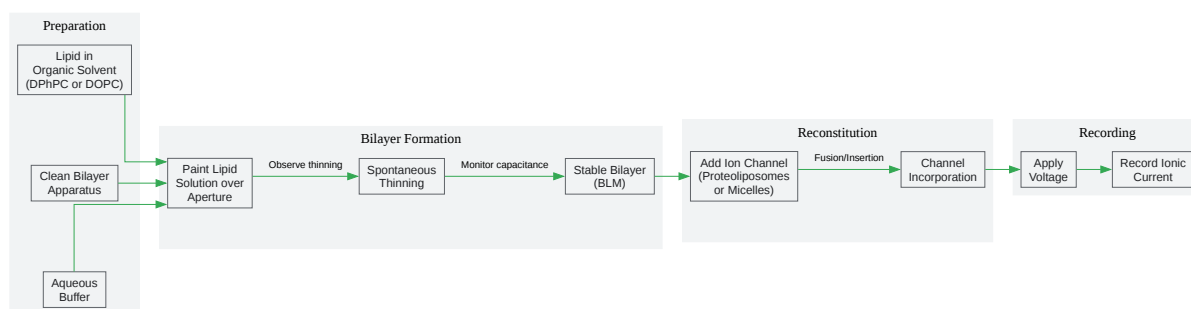 Preparation
Lipid in
Organic Solvent
(DPhPC or DOPC)
Clean Bilayer
Apparatus
Aqueous
Buffer
Bilayer Formation
Paint Lipid
Solution over
Aperture
Observe thinning
Spontaneous
Thinning
Monitor capacitance
Stable Bilayer
(BLM)
Reconstitution
Add Ion Channel
(Proteoliposomes
or Micelles)
Fusion/Insertion
Channel
Incorporation
Recording
Apply
Voltage
Record Ionic
Current